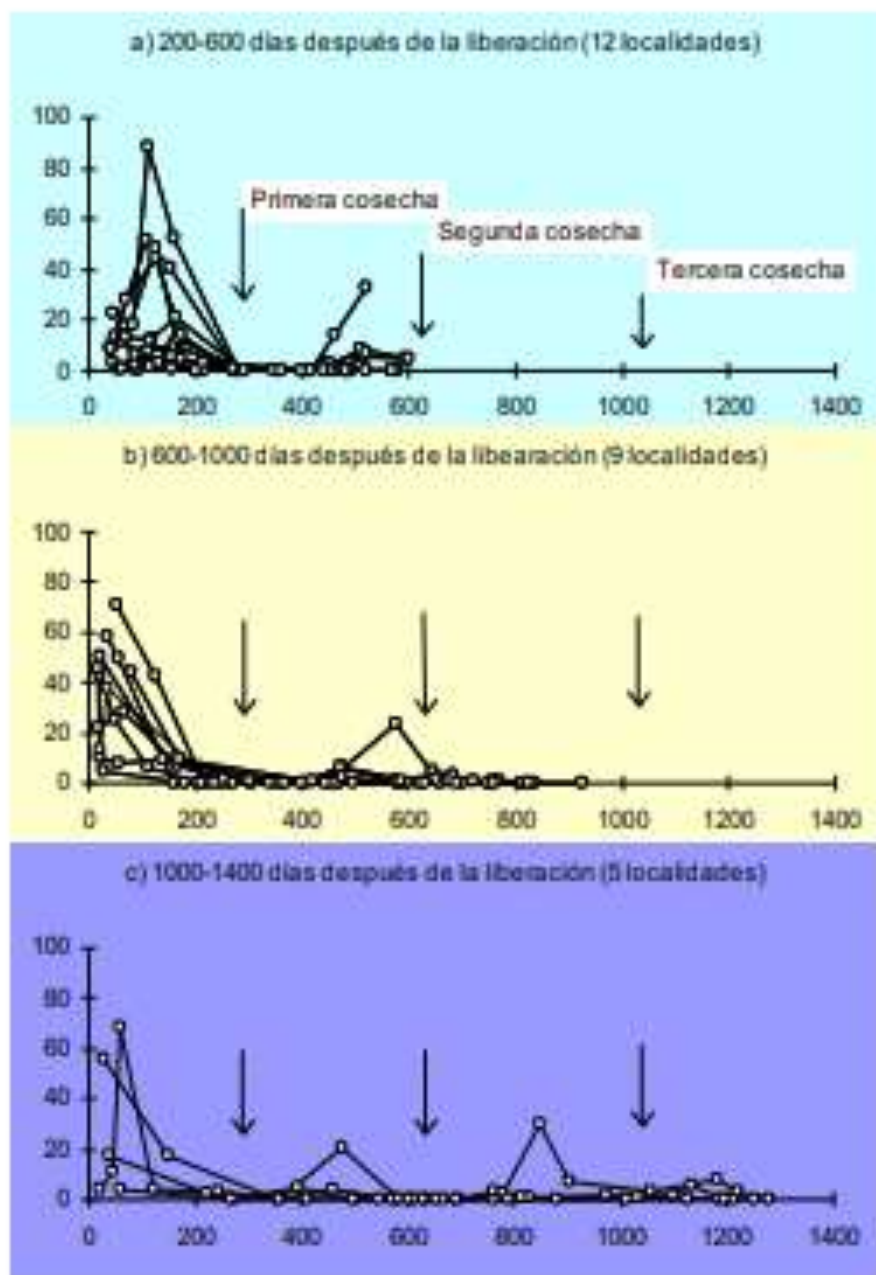 a) 200-600 días después de la liberación (12 localidades)
100
80
60
40
20
0
Primera cosecha
Segunda cosecha
Tercera cosecha
0 200 400 600 800 1000 1200 1400
b) 600-1000 días después de la libearación (9 localidades)
100
80
60
40
20
0
0 200 400 600 800 1000 1200 1400
c) 1000-1400 días después de la liberación (5 localidades)
100
80
60
40
20
0
0 200 400 600 800 1000 1200 1400